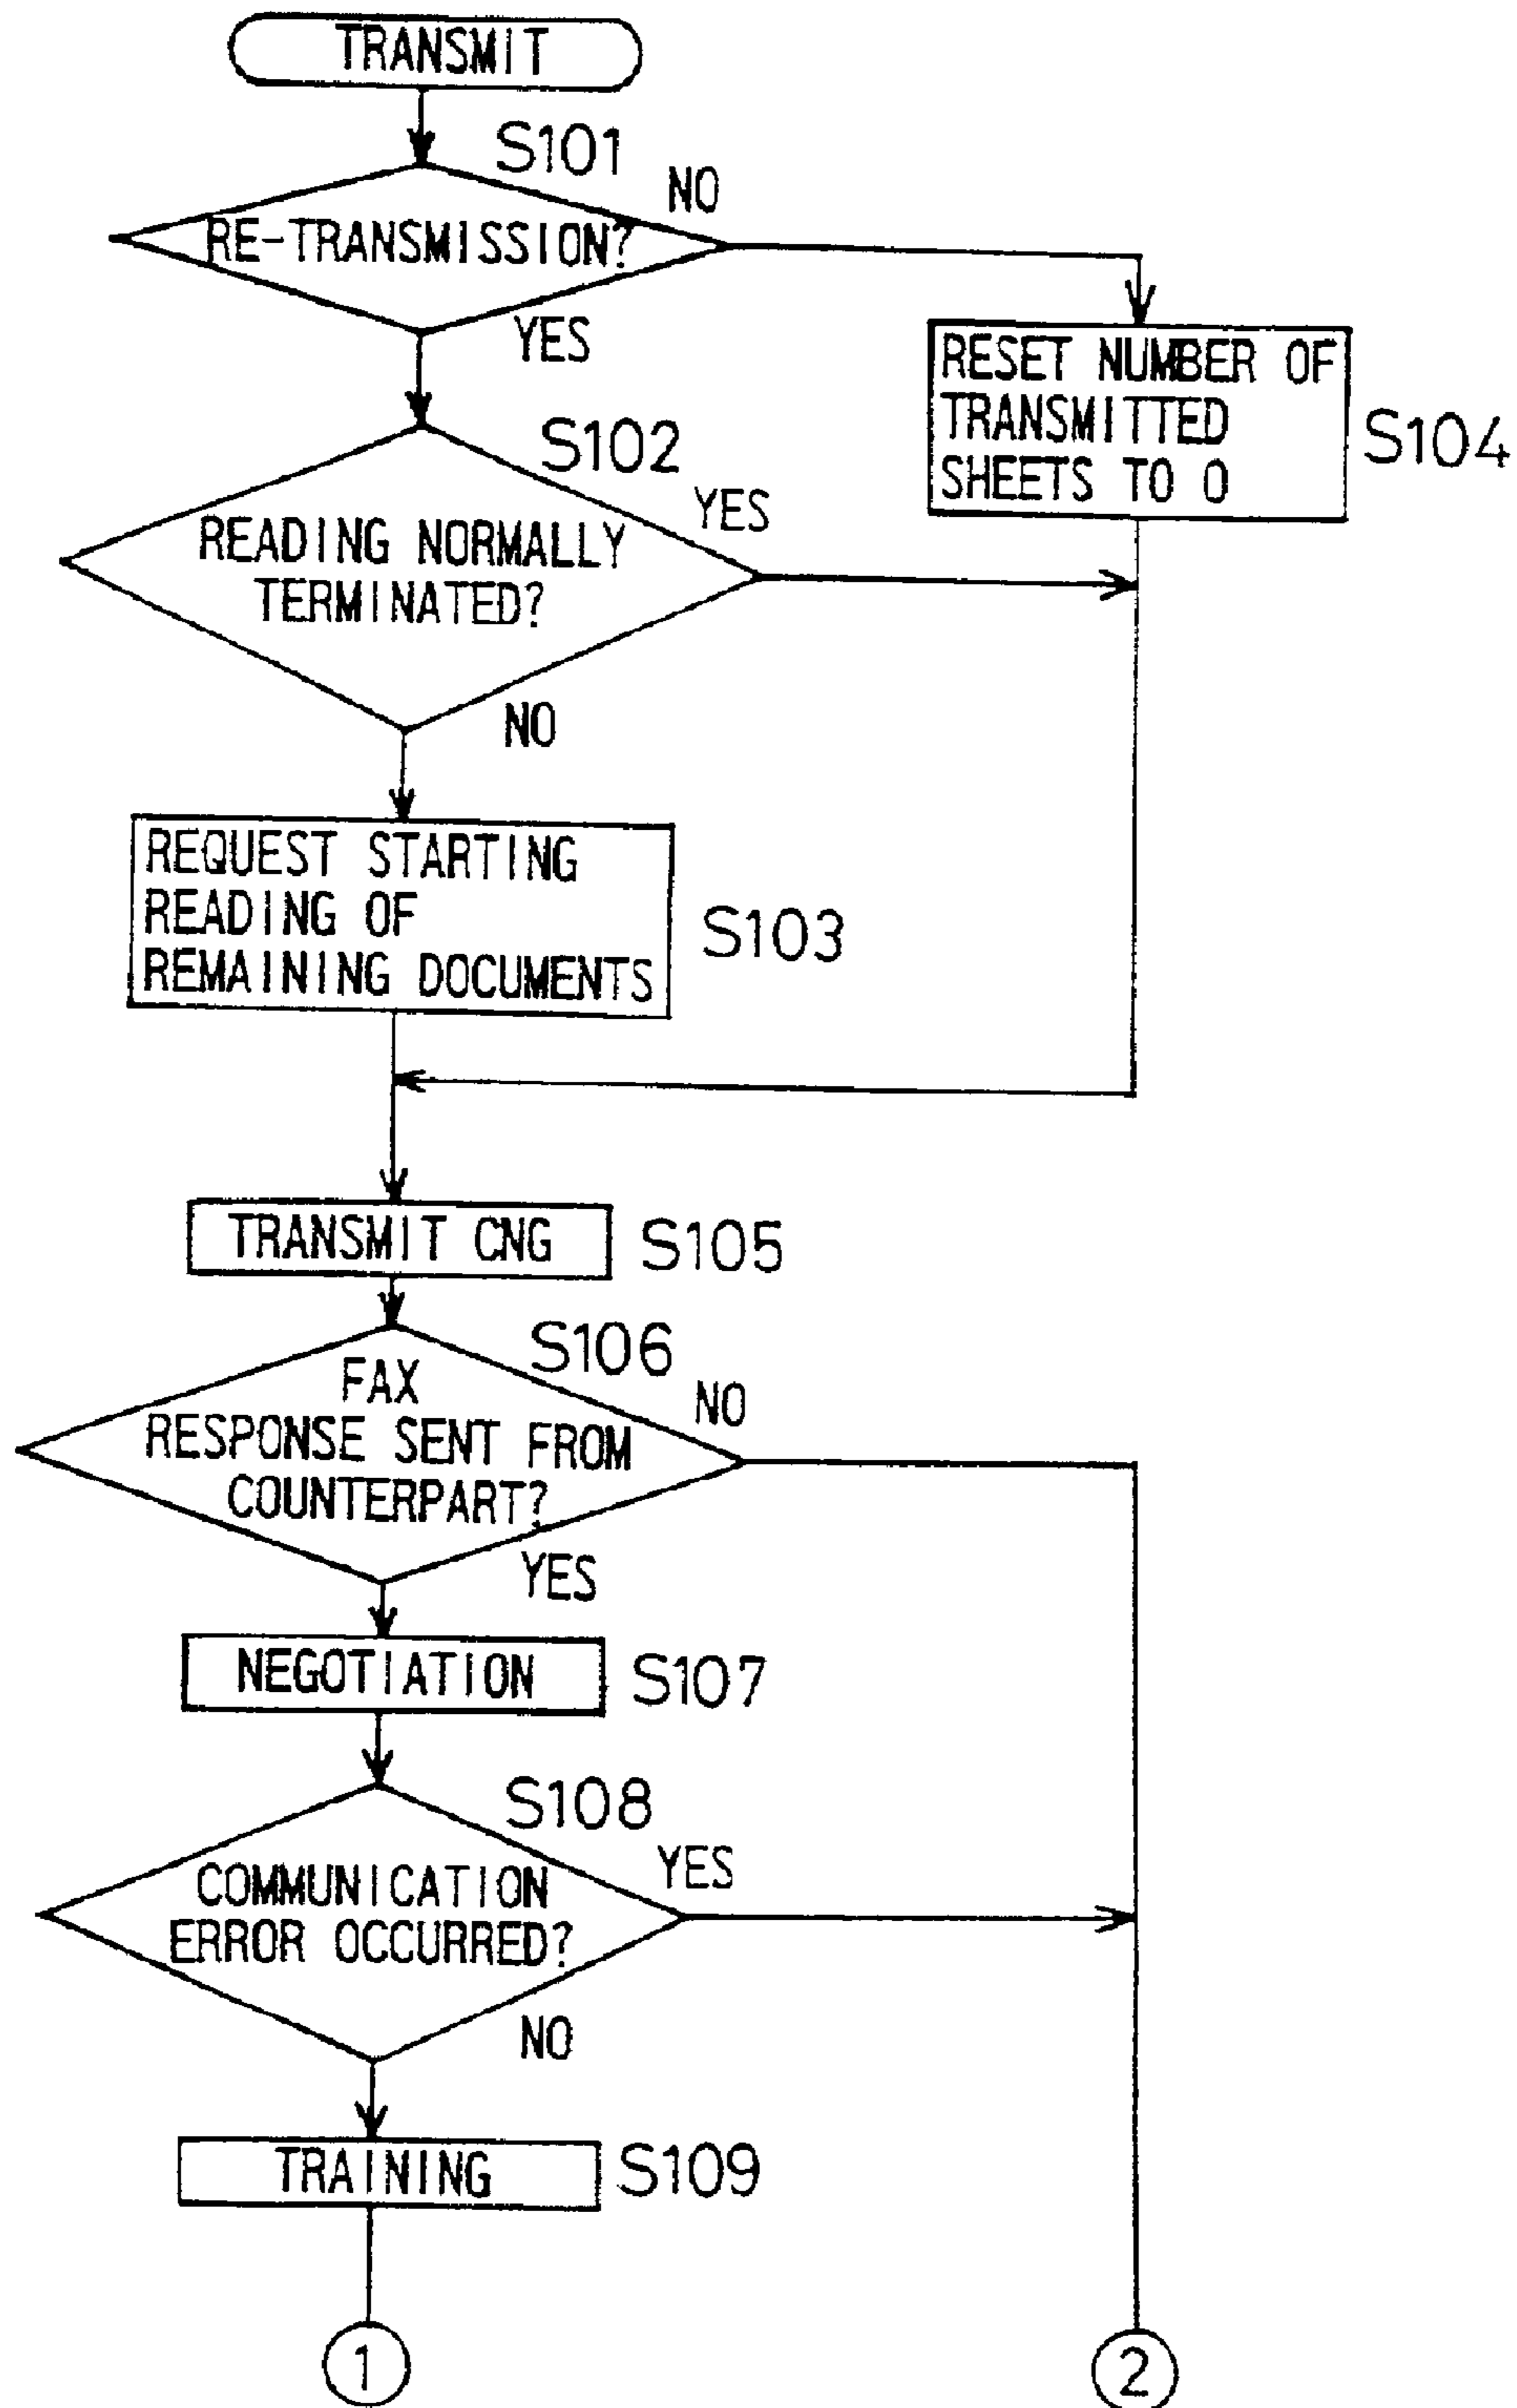 TRANSMIT
S101
NO
RE-TRANSMISSION?
YES
RESET NUMBER OF
TRANSMITTED
SHEETS TO 0
S104
S102
YES
READING NORMALLY
TERMINATED?
NO
REQUEST STARTING
READING OF
REMAINING DOCUMENTS
S103
TRANSMIT CNG
S105
S106
FAX
NO
RESPONSE SENT FROM
COUNTERPART?
YES
NEGOTIATION
S107
S108
YES
COMMUNICATION
ERROR OCCURRED?
NO
TRAINING
S109
1
2